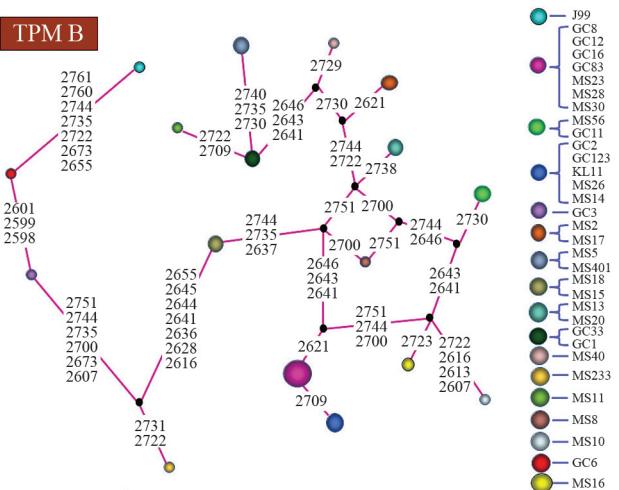 TPM B
2761
2760
2744
2735
2722
2673
2655
2601
2599
2598
2751
2744
2735
2700
2673
2607
2731
2722
2655
2645
2644
2641
2636
2628
2616
2744
2735
2637
2722
2709
2740
2735
2730
2646
2643
2641
2729
2730
2621
2744
2722
2738
2751
2700
2700
2751
2744
2646
2730
2643
2641
2646
2643
2641
2751
2744
2700
2621
2709
2723
2722
2616
2613
2607
J99
GC8
GC12
GC16
GC83
MS23
MS28
MS30
MS56
GC11
GC2
GC123
KL11
MS26
MS14
GC3
MS2
MS17
MS5
MS401
MS18
MS15
MS13
MS20
GC33
GC1
MS40
MS233
MS11
MS8
MS10
GC6
MS16